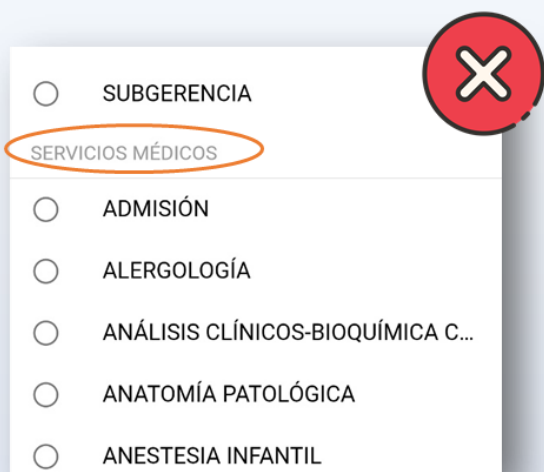 SUBGERENCIA
SERVICIOS MÉDICOS
ADMISIÓN
ALERGOLOGÍA
ANÁLISIS CLÍNICOS-BIOQUÍMICA C...
ANATOMÍA PATOLÓGICA
ANESTESIA INFANTIL